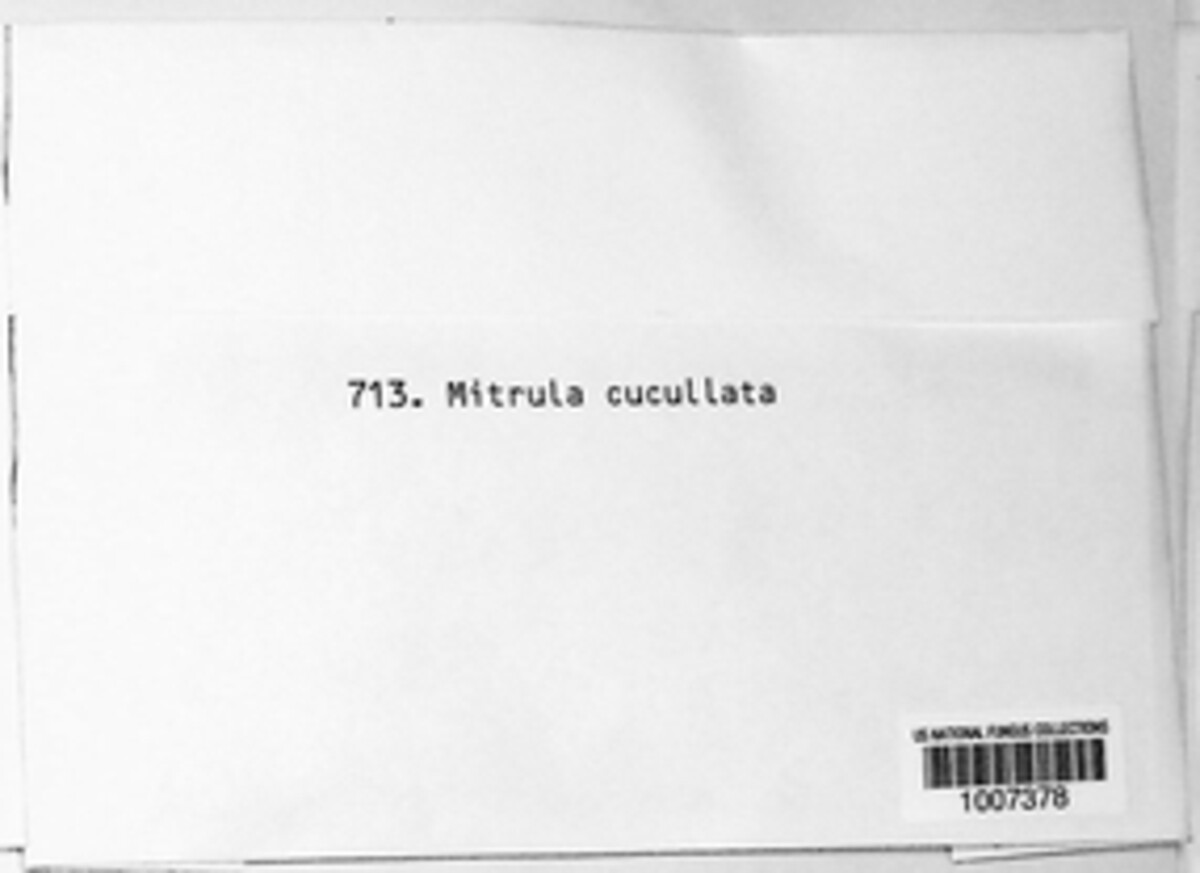 713. Mitrula cucullata
US NATIONAL FUNGUS COLLECTIONS
1007378